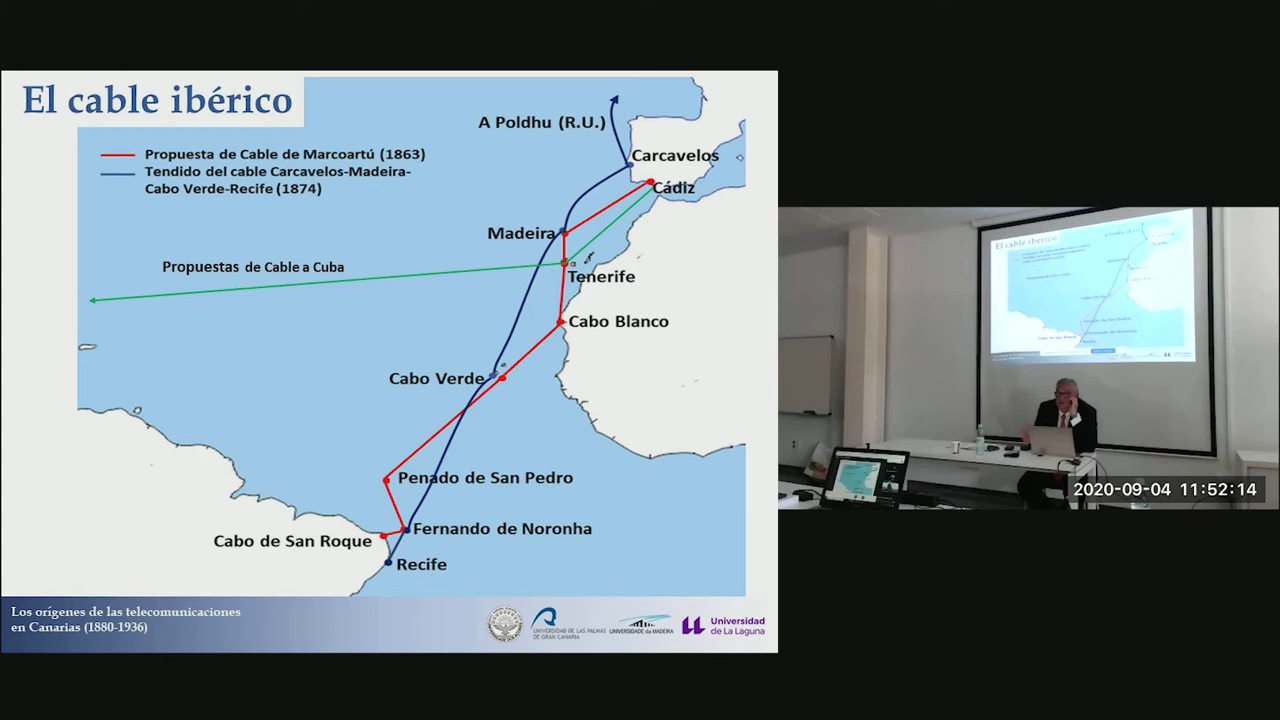 El cable ibérico
Propuesta de Cable de Marcoartú (1863)
Tendido del cable Carcavelos-Madeira-
Cabo Verde-Recife (1874)
A Poldhu (R.U.)
Carcavelos
Cádiz
Madeira
Propuestas de Cable a Cuba
Tenerife
Cabo Blanco
Cabo Verde
Penado de San Pedro
Fernando de Noronha
Cabo de San Roque
Recife
Los orígenes de las telecomunicaciones
en Canarias (1880-1936)
UNIVERSIDAD DE LAS PALMAS
DE GRAN CANARIA
UNIVERSIDADE da MADEIRA
Universidad
de La Laguna
El cable ibérico
2020-09-04 11:52:14